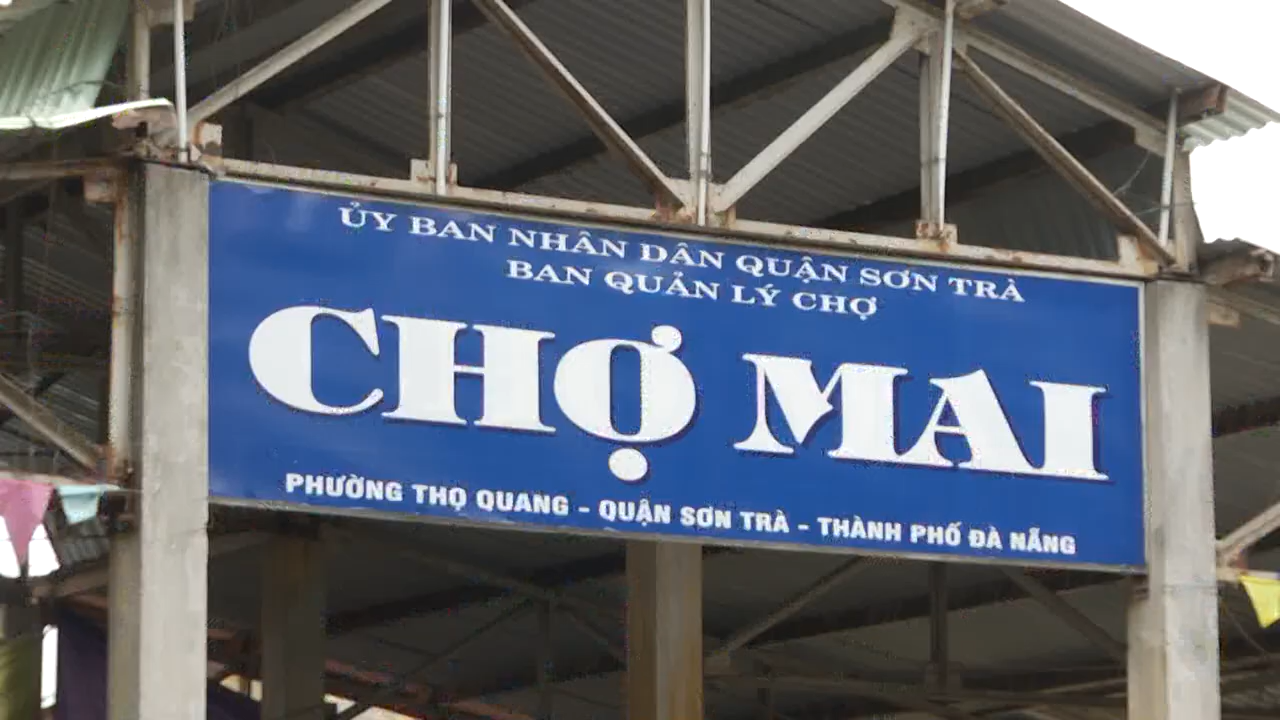 ỦY BAN NHÂN DÂN QUẬN SƠN TRÀ
BAN QUẢN LÝ CHỢ
CHỢ MAI
PHƯỜNG THỌ QUANG - QUẬN SƠN TRÀ - THÀNH PHỐ ĐÀ NẴNG